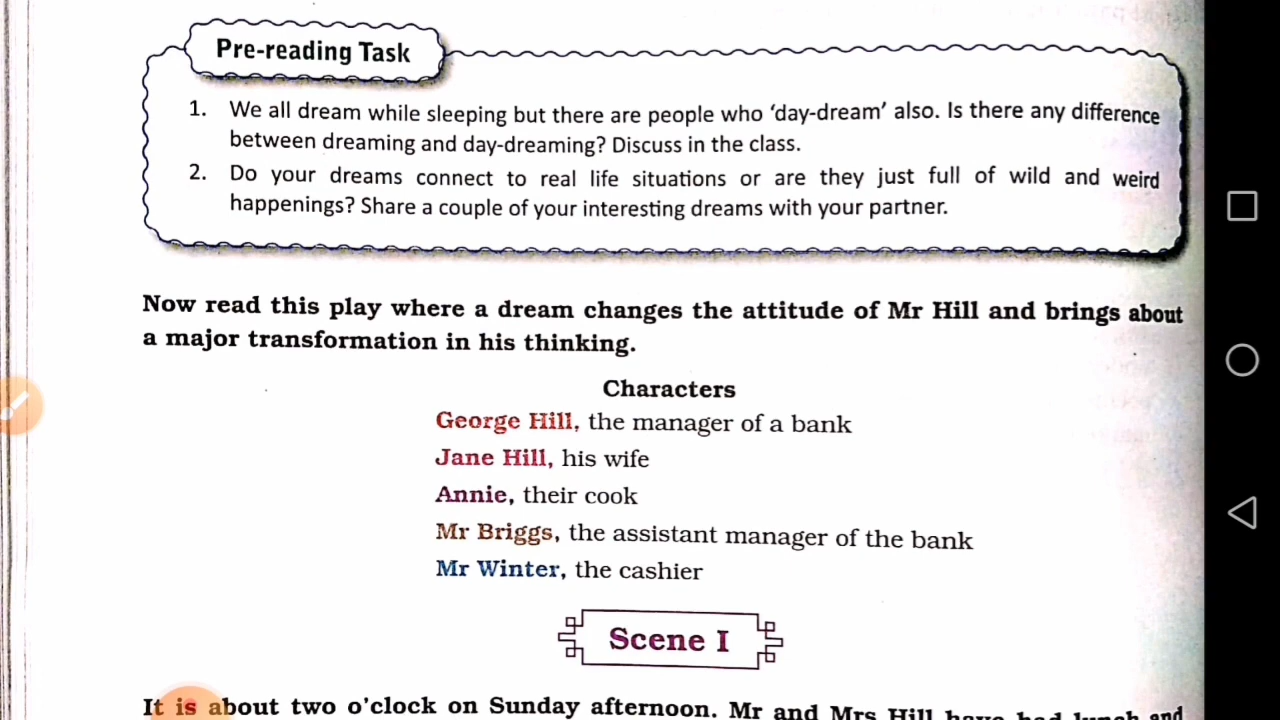 Pre-reading Task
1. We all dream while sleeping but there are people who ‘day-dream’ also. Is there any difference
between dreaming and day-dreaming? Discuss in the class.
2. Do your dreams connect to real life situations or are they just full of wild and weird
happenings? Share a couple of your interesting dreams with your partner.
Now read this play where a dream changes the attitude of Mr Hill and brings about
a major transformation in his thinking.
Characters
George Hill, the manager of a bank
Jane Hill, his wife
Annie, their cook
Mr Briggs, the assistant manager of the bank
Mr Winter, the cashier
Scene I
It is about two o’clock on Sunday afternoon. Mr and Mrs Hill have had lunch and